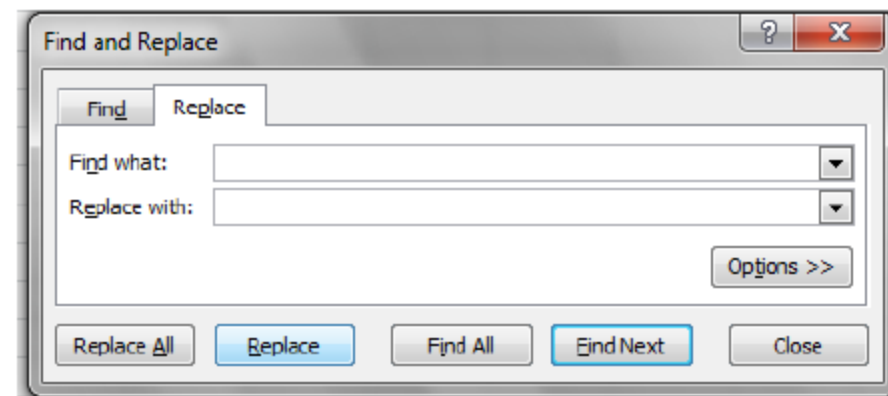 Find and Replace
Find Replace
Find what:
Replace with:
Options >>
Replace All Replace Find All Find Next Close